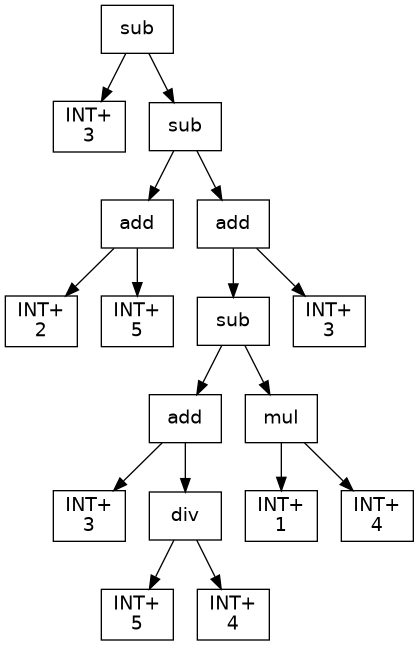 sub
INT+
3
sub
add
add
INT+
2
INT+
5
sub
INT+
3
add
mul
INT+
3
div
INT+
1
INT+
4
INT+
5
INT+
4